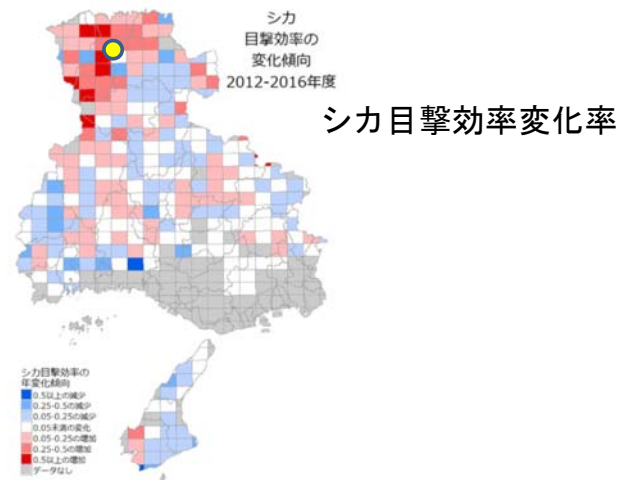 シカ
目撃効率の
変化傾向
2012-2016年度
シカ目撃効率変化率
シカ目撃効率の
年変化傾向
0.5以上の減少
0.25-0.5の減少
0.05-0.25の減少
0.05未満の変化
0.05-0.25の増加
0.25-0.5の増加
0.5以上の増加
データなし